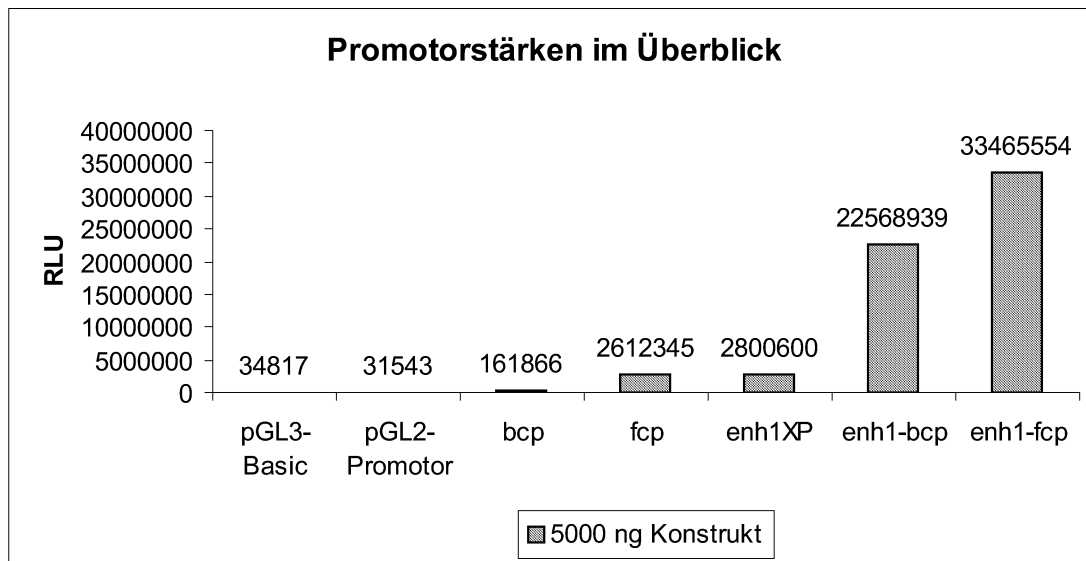 Promotorstärken im Überblick
40000000
35000000
30000000
25000000
20000000
15000000
10000000
5000000
0
RLU
34817
31543
161866
2612345
2800600
22568939
33465554
pGL3-
Basic
pGL2-
Promotor
bcp
fcp
enh1XP
enh1-bcp
enh1-fcp
5000 ng Konstrukt